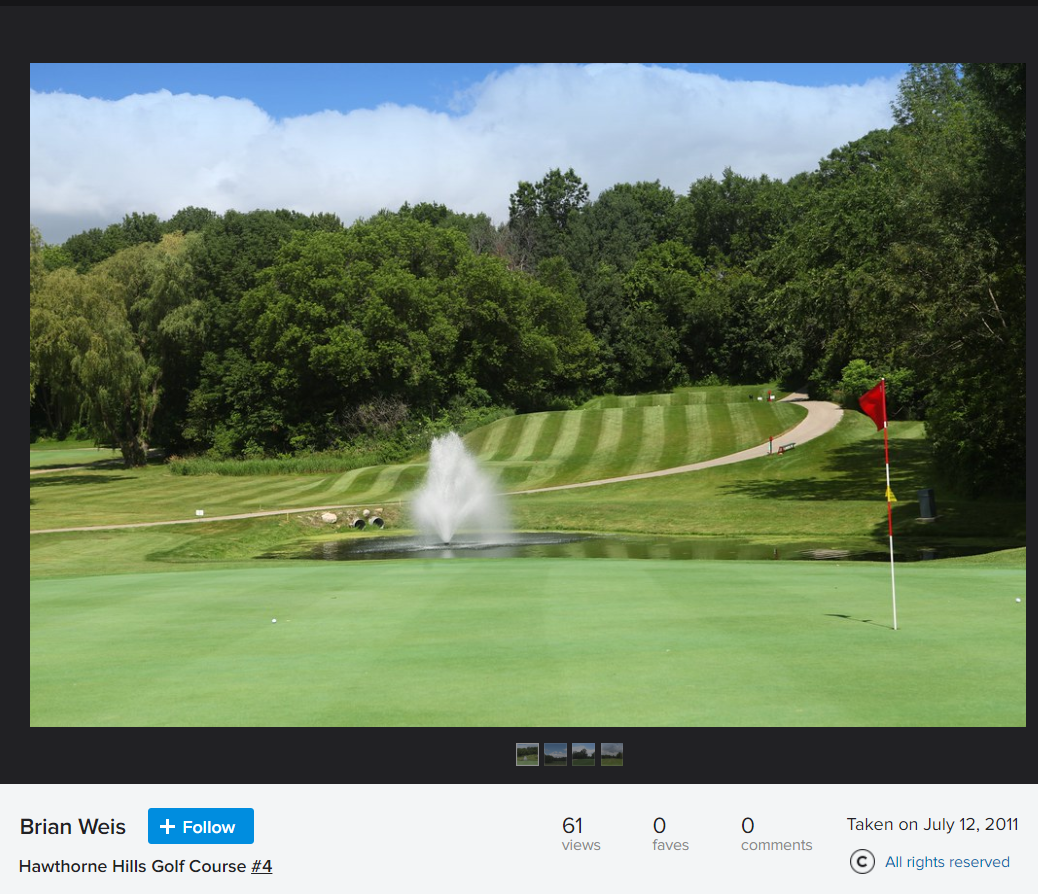 Brian Weis
+ Follow
Hawthorne Hills Golf Course #4
61
views
0
faves
0
comments
Taken on July 12, 2011
© All rights reserved